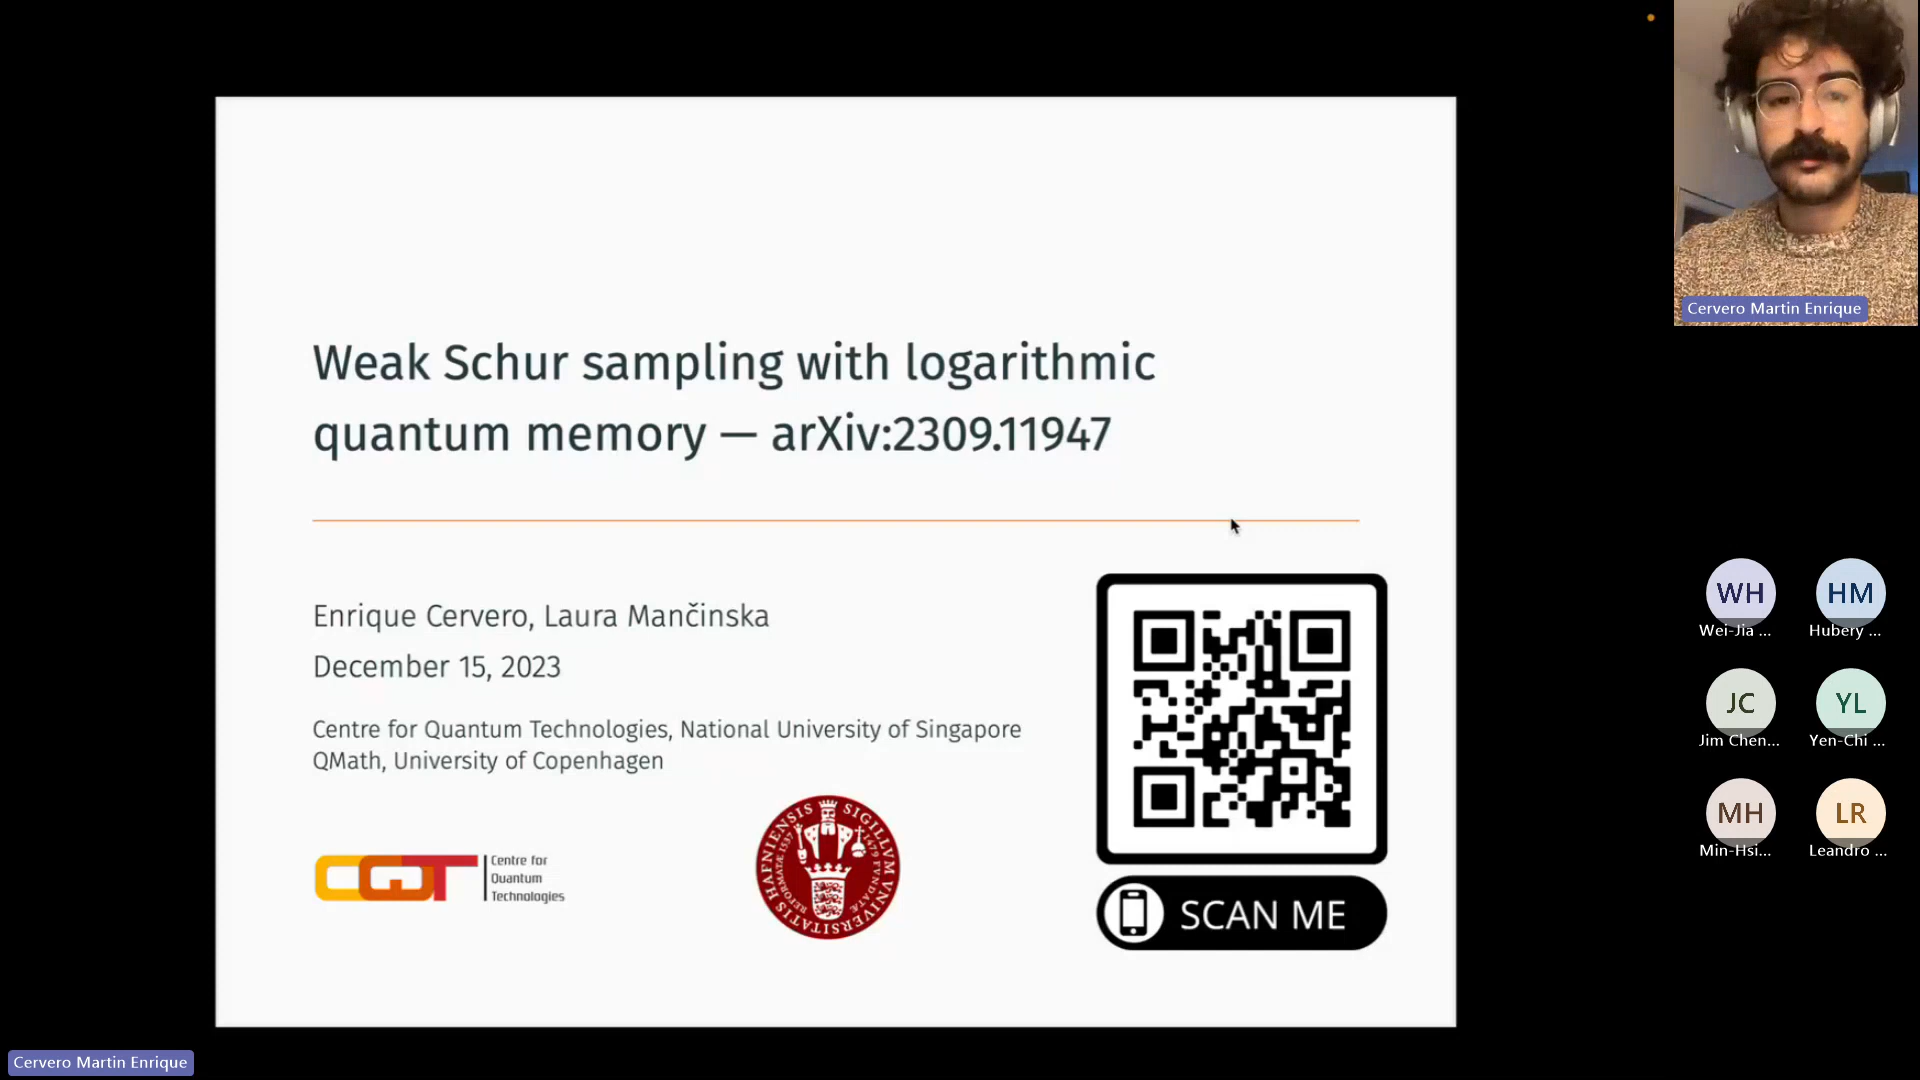 Weak Schur sampling with logarithmic
quantum memory — arXiv:2309.11947
Enrique Cervero, Laura Mančinska
December 15, 2023
Centre for Quantum Technologies, National University of Singapore
QMath, University of Copenhagen
CQT
Centre for
Quantum
Technologies
SCAN ME
Cervero Martin Enrique
WH
HM
Wei-Jia ...
Hubery ...
JC
YL
Jim Chen...
Yen-Chi ...
MH
LR
Min-Hsi...
Leandro ...
Cervero Martin Enrique